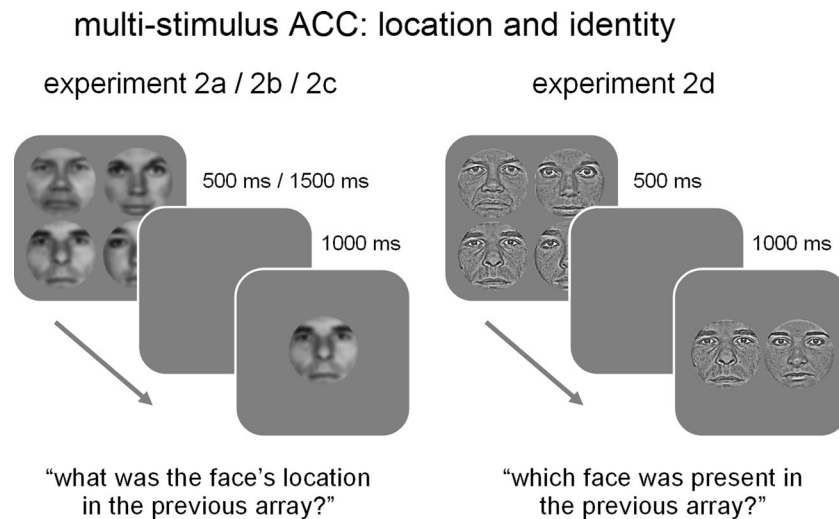 multi-stimulus ACC: location and identity
experiment 2a / 2b / 2c
500 ms / 1500 ms
1000 ms
“what was the face's location
in the previous array?”
experiment 2d
500 ms
1000 ms
“which face was present in
the previous array?”